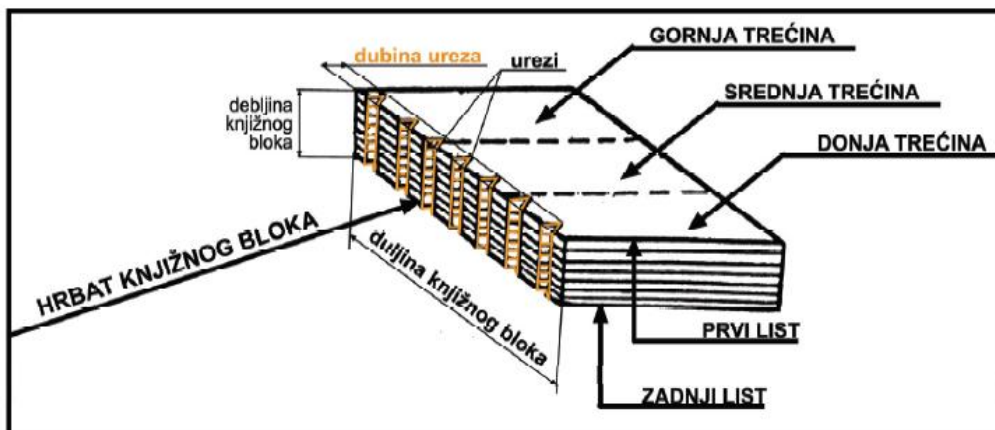 GORNJA TREĆINA
dubina ureza
urezi
SREDNJA TREĆINA
debljina
knjižnog
bloka
DONJA TREĆINA
HRBAT KNJIŽNOG BLOKA
duljina knjižnog bloka
PRVI LIST
ZADNJI LIST